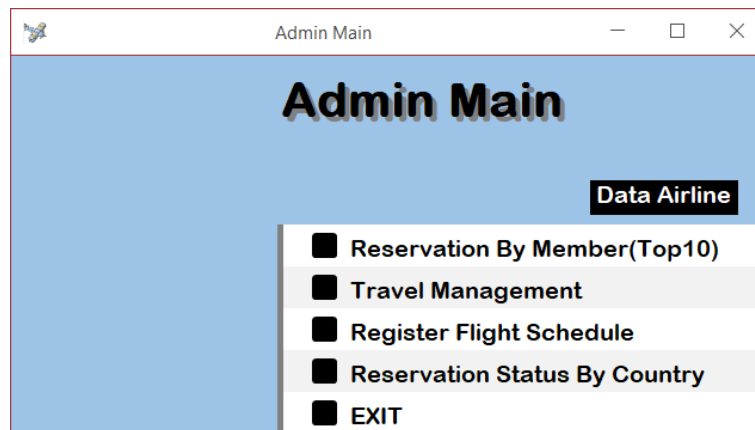 Admin Main
Admin Main
Data Airline
Reservation By Member(Top10)
Travel Management
Register Flight Schedule
Reservation Status By Country
EXIT